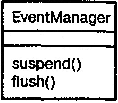 EventManager
suspend()
flush()